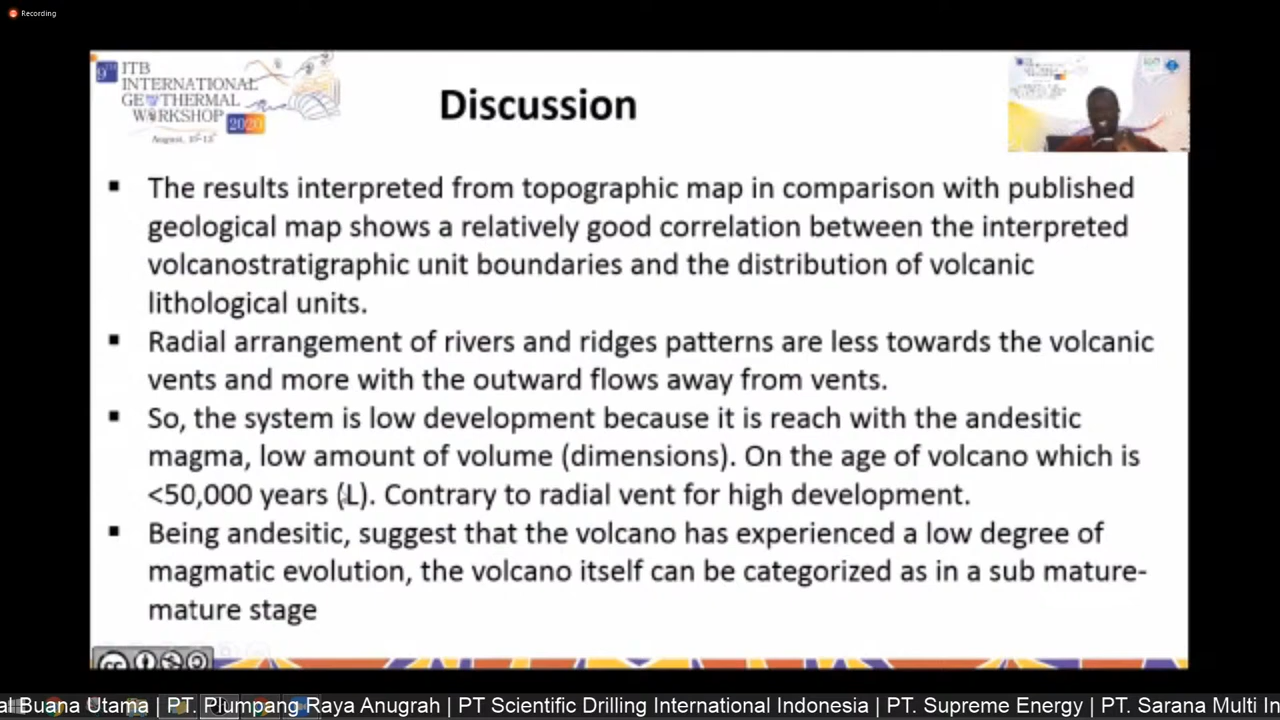 Recording
9TH ITB
INTERNATIONAL
GEOTHERMAL
WORKSHOP
2020
Discussion
▪ The results interpreted from topographic map in comparison with published
geological map shows a relatively good correlation between the interpreted
volcanostratigraphic unit boundaries and the distribution of volcanic
lithological units.
▪ Radial arrangement of rivers and ridges patterns are less towards the volcanic
vents and more with the outward flows away from vents.
▪ So, the system is low development because it is reach with the andesitic
magma, low amount of volume (dimensions). On the age of volcano which is
<50,000 years (L). Contrary to radial vent for high development.
▪ Being andesitic, suggest that the volcano has experienced a low degree of
magmatic evolution, the volcano itself can be categorized as in a sub mature-
mature stage
cc
al Buana Utama | PT. Plumpang Raya Anugrah | PT Scientific Drilling International Indonesia | PT. Supreme Energy | PT. Sarana Multi In